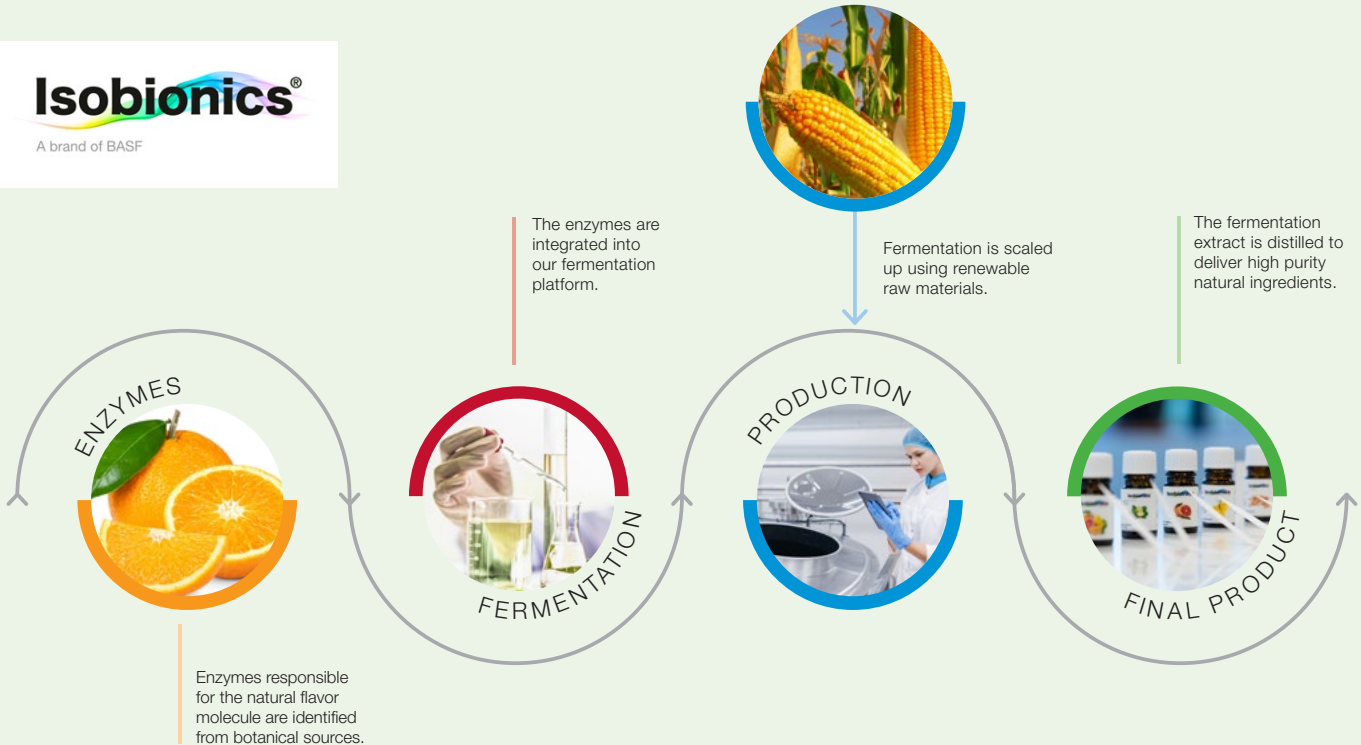 Isobionics®
A brand of BASF
ENZYMES
Enzymes responsible
for the natural flavor
molecule are identified
from botanical sources.
The enzymes are
integrated into
our fermentation
platform.
FERMENTATION
Fermentation is scaled
up using renewable
raw materials.
PRODUCTION
The fermentation
extract is distilled to
deliver high purity
natural ingredients.
FINAL PRODUCT